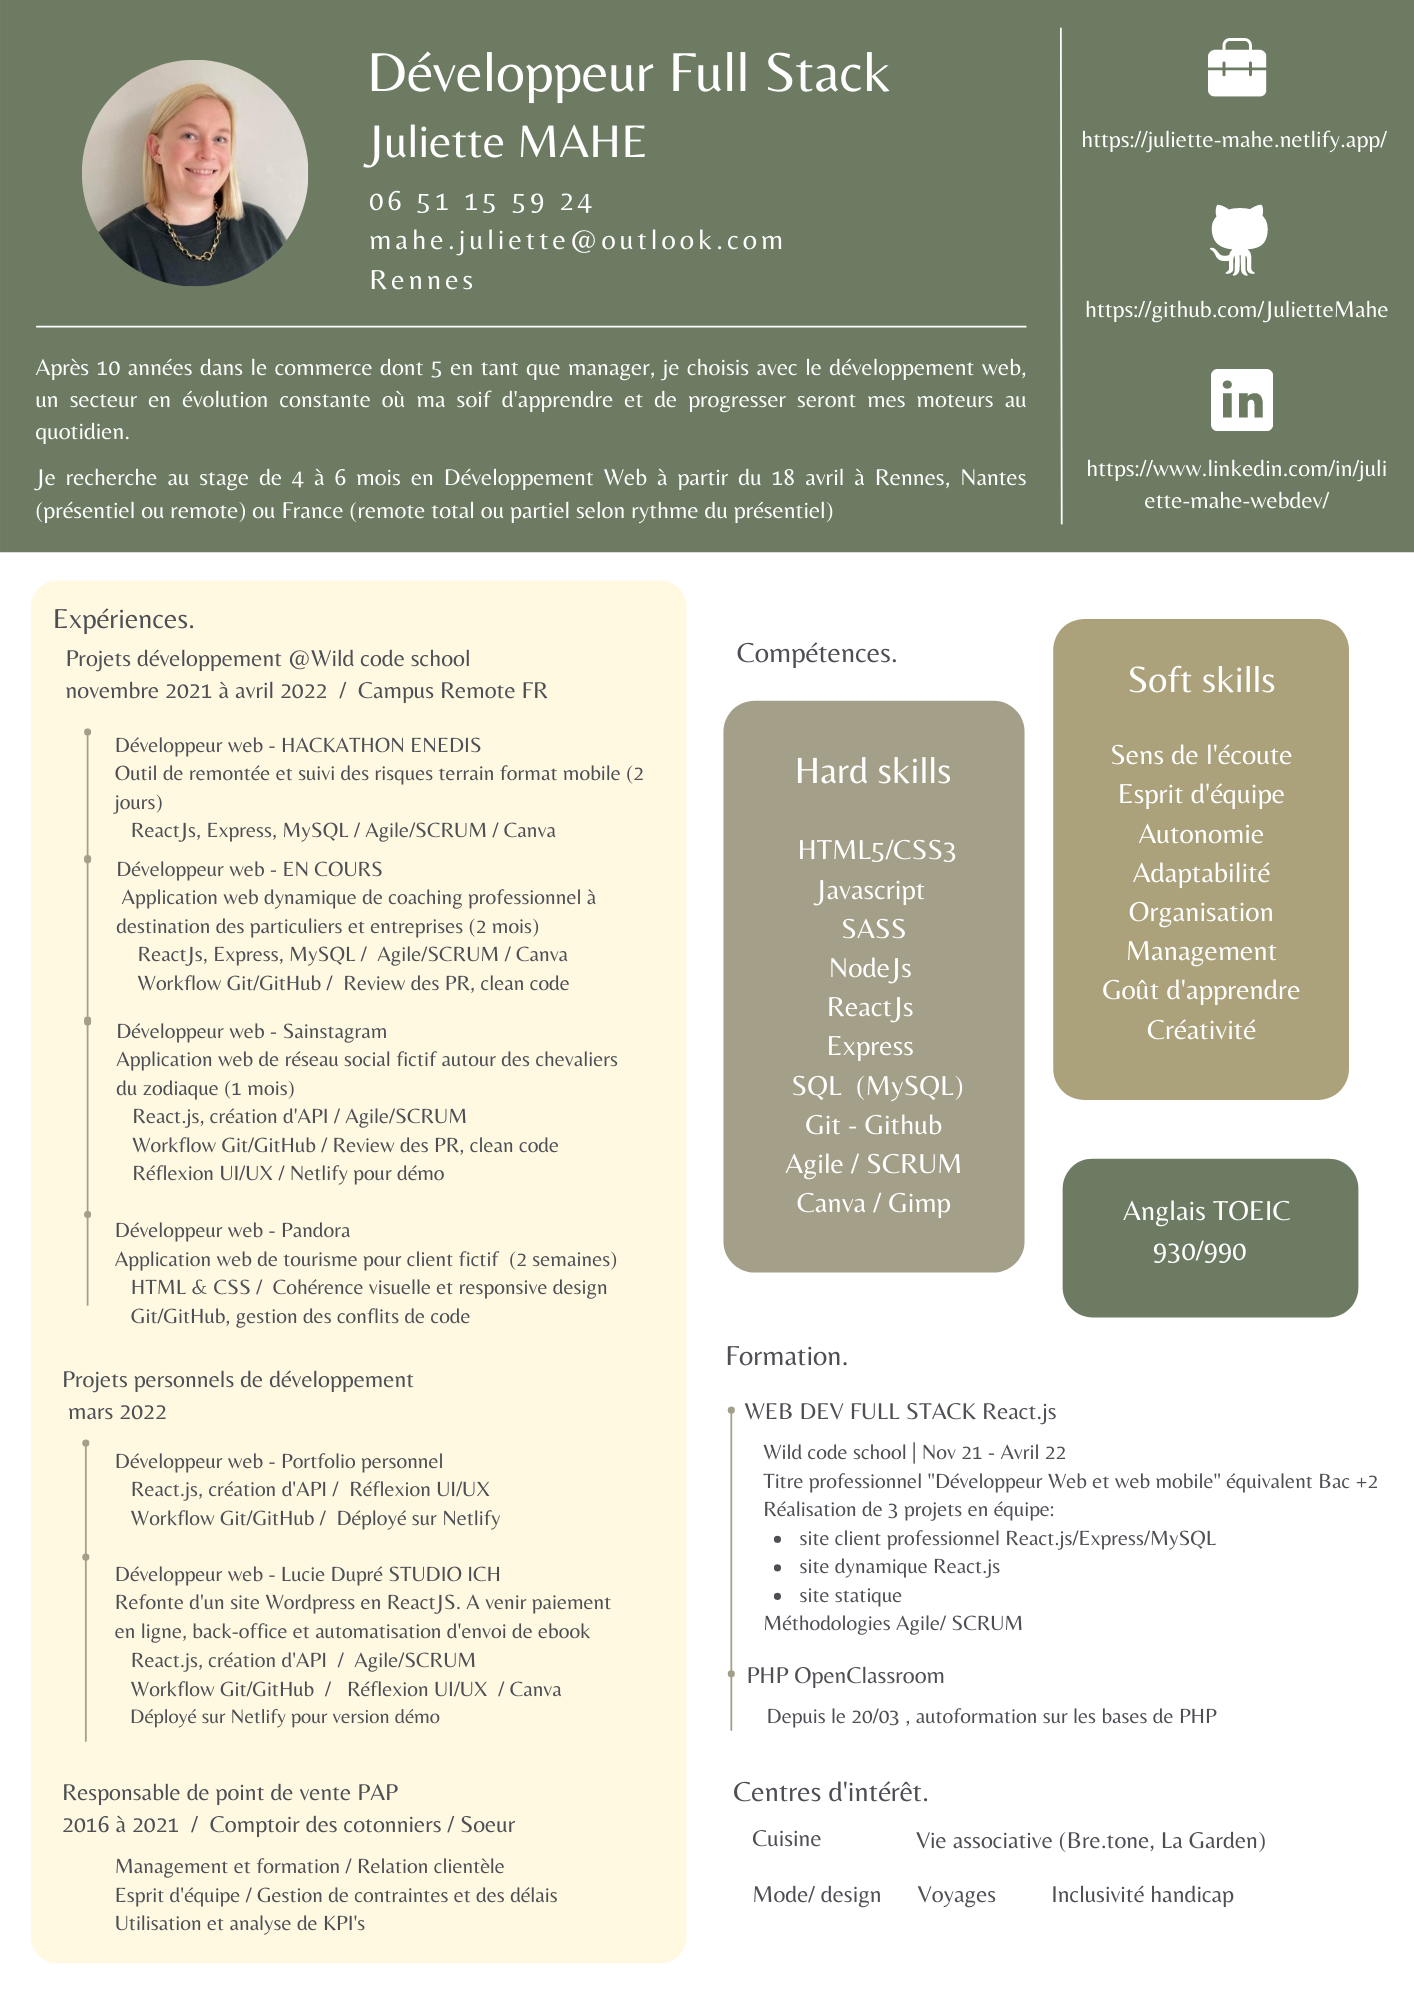 Développeur Full Stack
Juliette MAHE
06 51 15 59 24
mahe.juliette@outlook.com
Rennes
https://juliette-mahe.netlify.app/
https://github.com/JulietteMahe
https://www.linkedin.com/in/juli
ette-mahe-webdev/
Après 10 années dans le commerce dont 5 en tant que manager, je choisis avec le développement web,
un secteur en évolution constante où ma soif d'apprendre et de progresser seront mes moteurs au
quotidien.
Je recherche au stage de 4 à 6 mois en Développement Web à partir du 18 avril à Rennes, Nantes
(présentiel ou remote) ou France (remote total ou partiel selon rythme du présentiel)
Expériences.
Projets développement @Wild code school
novembre 2021 à avril 2022 / Campus Remote FR
Développeur web - HACKATHON ENEDIS
Outil de remontée et suivi des risques terrain format mobile (2
jours)
ReactJs, Express, MySQL / Agile/SCRUM / Canva
Développeur web - EN COURS
Application web dynamique de coaching professionnel à
destination des particuliers et entreprises (2 mois)
ReactJs, Express, MySQL / Agile/SCRUM / Canva
Workflow Git/GitHub / Review des PR, clean code
Développeur web - Sainstagram
Application web de réseau social fictif autour des chevaliers
du zodiaque (1 mois)
React.js, création d'API / Agile/SCRUM
Workflow Git/GitHub / Review des PR, clean code
Réflexion UI/UX / Netlify pour démo
Développeur web - Pandora
Application web de tourisme pour client fictif (2 semaines)
HTML & CSS / Cohérence visuelle et responsive design
Git/GitHub, gestion des conflits de code
Projets personnels de développement
mars 2022
Développeur web - Portfolio personnel
React.js, création d'API / Réflexion UI/UX
Workflow Git/GitHub / Déployé sur Netlify
Développeur web - Lucie Dupré STUDIO ICH
Refonte d'un site Wordpress en ReactJS. A venir paiement
en ligne, back-office et automatisation d'envoi de ebook
React.js, création d'API / Agile/SCRUM
Workflow Git/GitHub / Réflexion UI/UX / Canva
Déployé sur Netlify pour version démo
Responsable de point de vente PAP
2016 à 2021 / Comptoir des cotonniers / Soeur
Management et formation / Relation clientèle
Esprit d'équipe / Gestion de contraintes et des délais
Utilisation et analyse de KPI's
Compétences.
Hard skills
HTML5/CSS3
Javascript
SASS
NodeJs
ReactJs
Express
SQL (MySQL)
Git - Github
Agile / SCRUM
Canva / Gimp
Soft skills
Sens de l'écoute
Esprit d'équipe
Autonomie
Adaptabilité
Organisation
Management
Goût d'apprendre
Créativité
Anglais TOEIC
930/990
Formation.
WEB DEV FULL STACK React.js
Wild code school | Nov 21 - Avril 22
Titre professionnel "Développeur Web et web mobile" équivalent Bac +2
Réalisation de 3 projets en équipe:
• site client professionnel React.js/Express/MySQL
• site dynamique React.js
• site statique
Méthodologies Agile/ SCRUM
PHP OpenClassroom
Depuis le 20/03 , autoformation sur les bases de PHP
Centres d'intérêt.
Cuisine Vie associative (Bre.tone, La Garden)
Mode/ design Voyages Inclusivité handicap